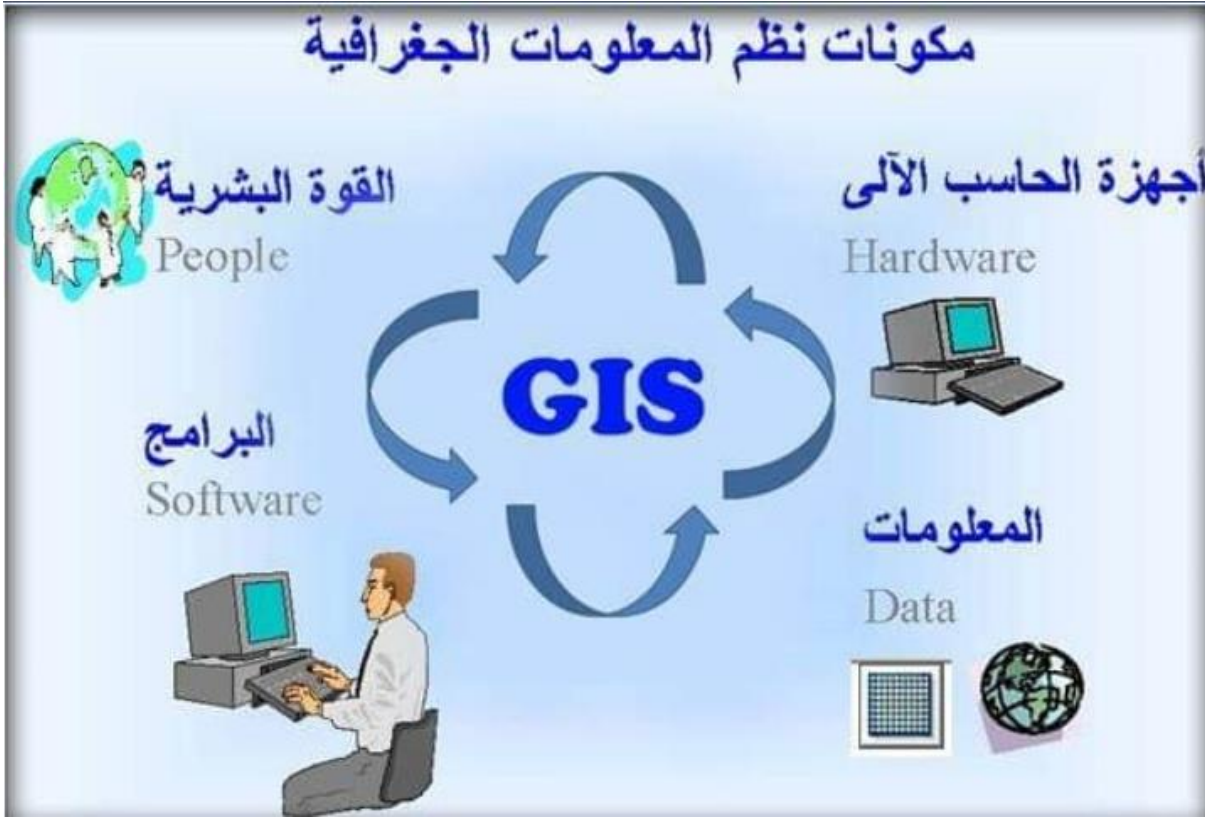 مكونات نظم المعلومات الجغرافية
أجهزة الحاسب الآلى
Hardware
القوة البشرية
People
GIS
البرامج
Software
المعلومات
Data